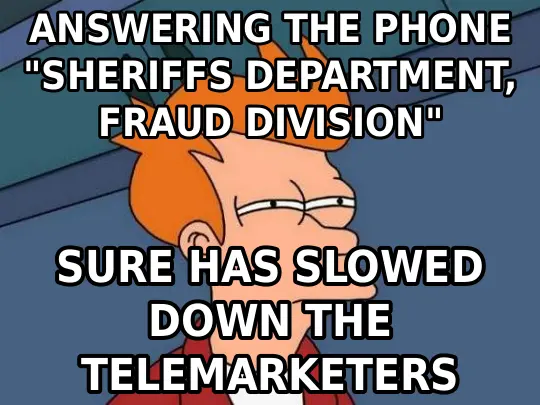 ANSWERING THE PHONE
"SHERIFFS DEPARTMENT,
FRAUD DIVISION"
SURE HAS SLOWED
DOWN THE
TELEMARKETERS